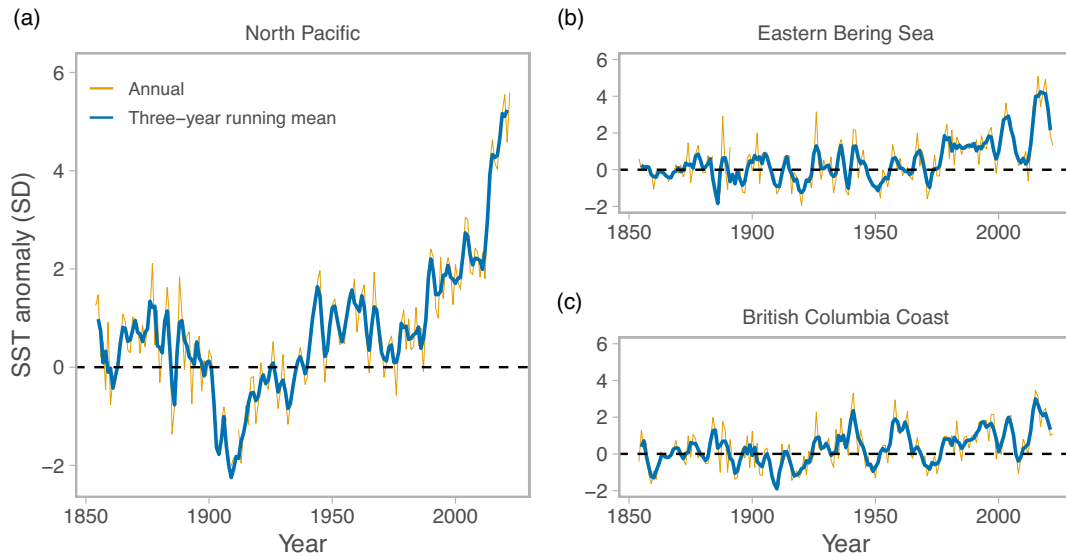 (a)
North Pacific
6
4
2
0
−2
Annual
Three−year running mean
SST anomaly (SD)
1850
1900
1950
2000
Year
(b)
Eastern Bering Sea
6
4
2
0
−2
1850
1900
1950
2000
(c)
British Columbia Coast
6
4
2
0
−2
1850
1900
1950
2000
Year